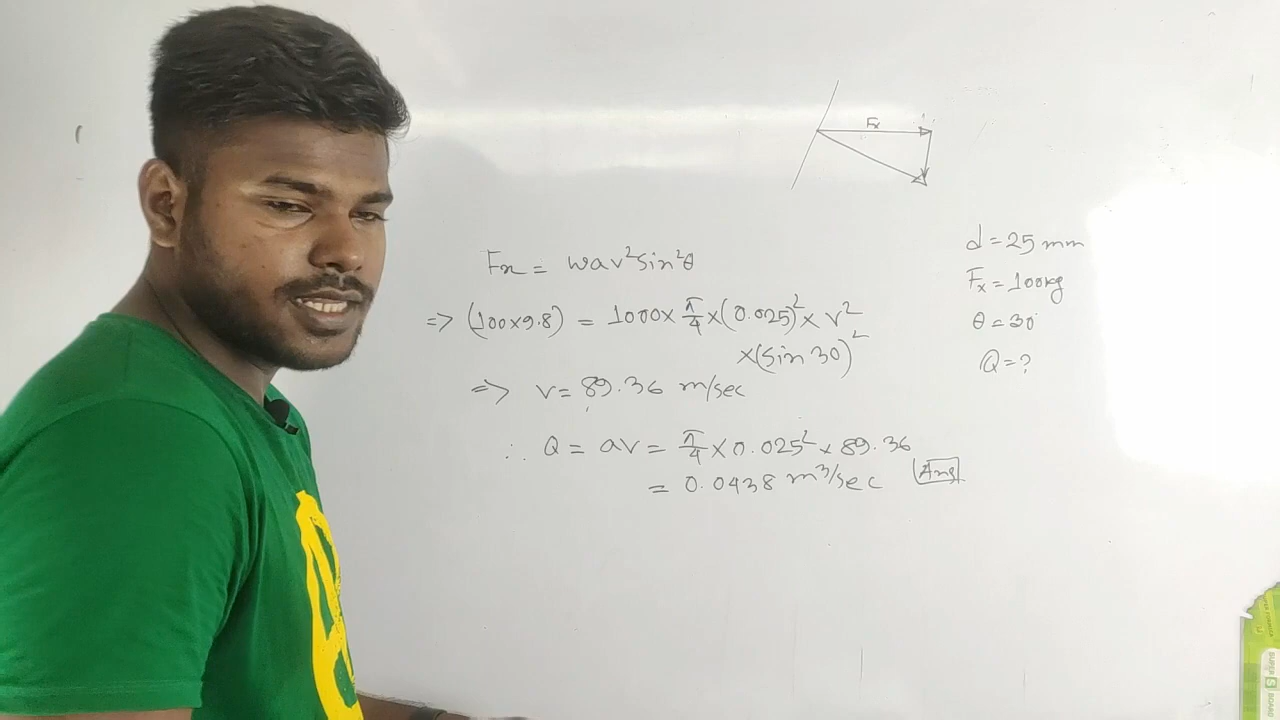 Fx
Fx = wav²sin²θ
⇒ (100×9.8) = 1000× π/4 ×(0.025)²× v²
×(sin 30)²
⇒ v= 89.36 m/sec
∴ Q = av = π/4 × 0.025² × 89.36
= 0.0438 m³/sec Ans
d = 25 mm
Fx = 100kg
θ = 30°
Q = ?